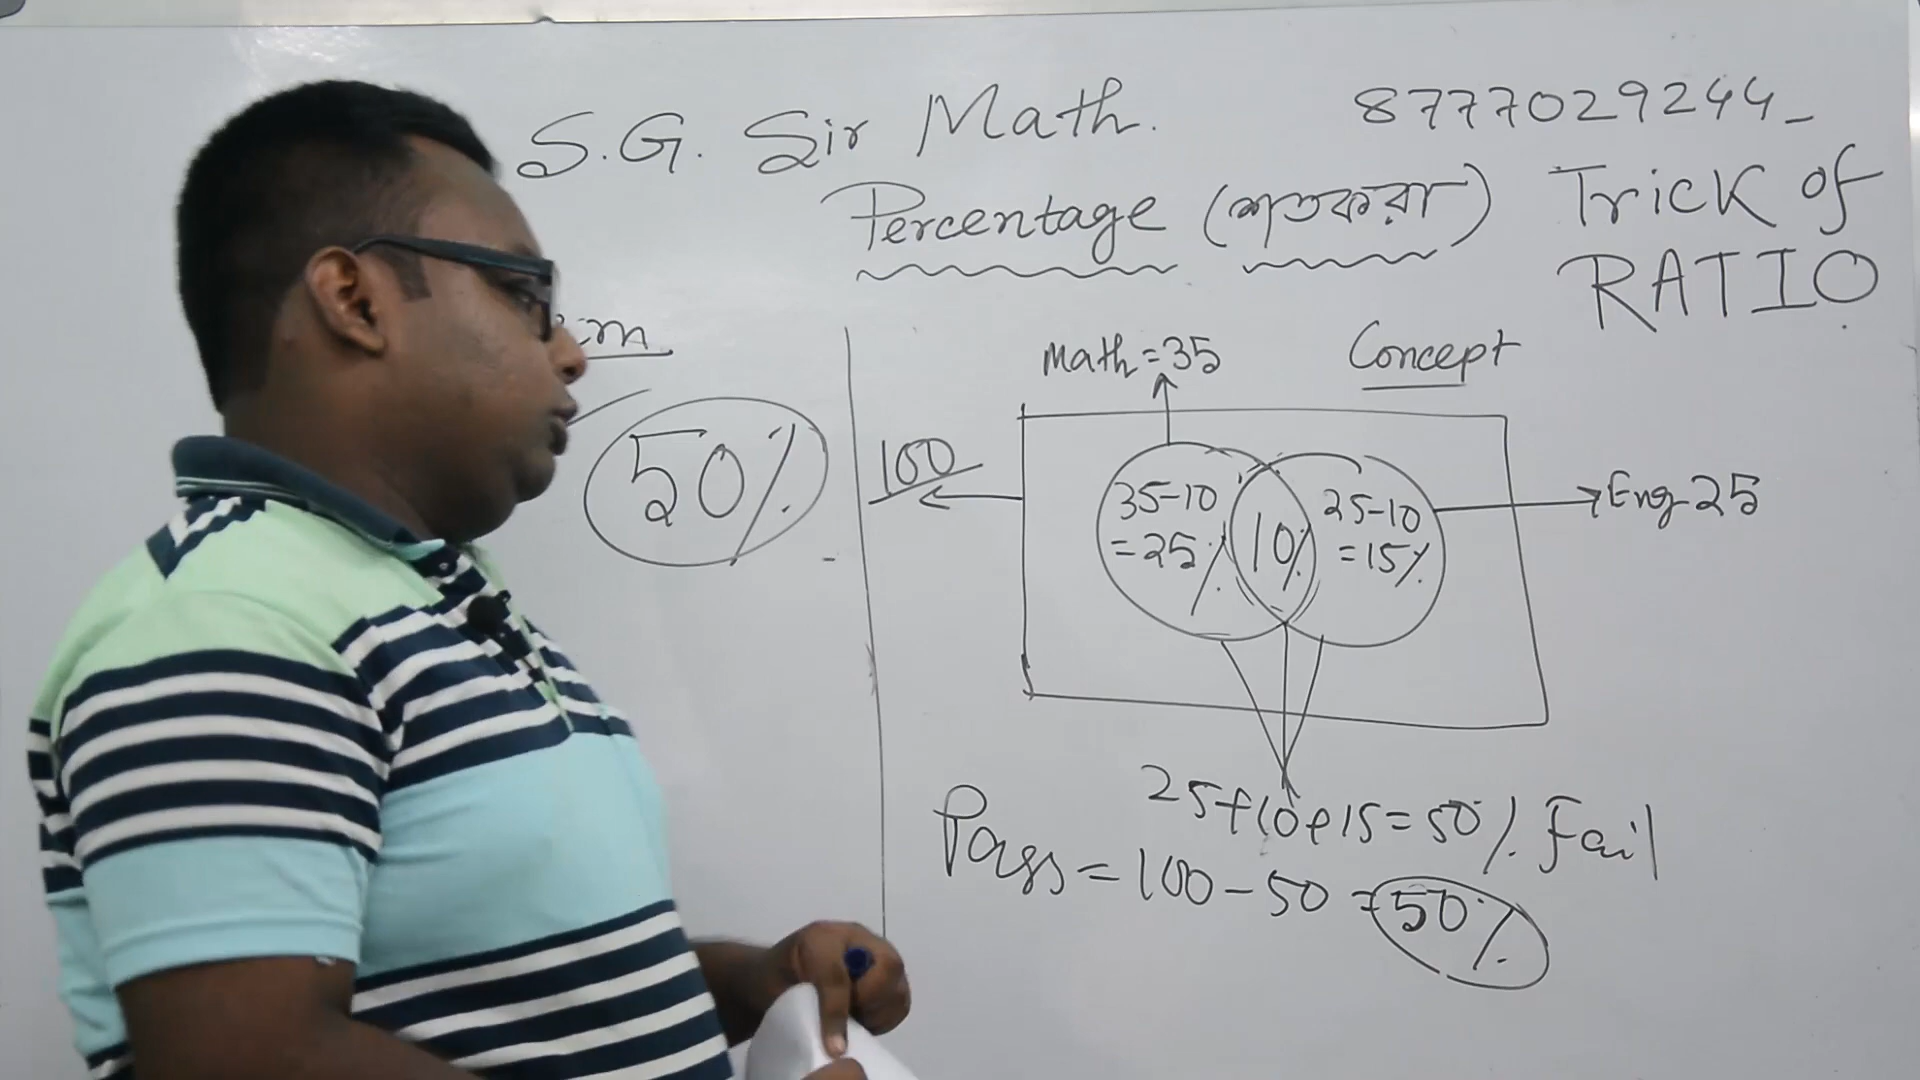 S.G. Sir Math.
8777029244
Percentage (শতকরা)
Trick of
RATIO
50%
100
Math = 35
Concept
35-10
= 25%
10%
25-10
= 15%
Eng 25
25+10+15 = 50% Fail
Pass = 100 - 50 = 50%